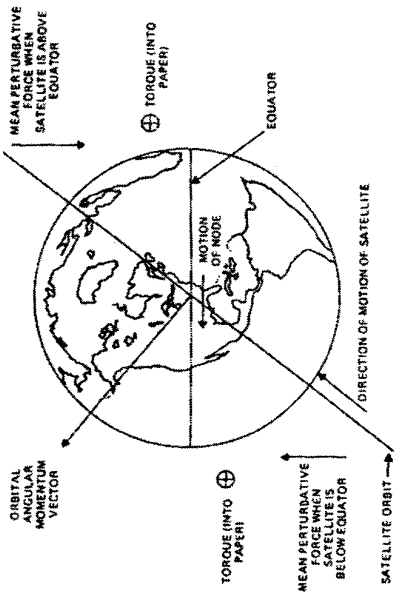 ORBITAL
ANGULAR
MOMENTUM
VECTOR
MEAN PERTURBATIVE
FORCE WHEN
SATELLITE IS ABOVE
EQUATOR
TORQUE (INTO
PAPER)
EQUATOR
MOTION
OF NODE
TORQUE (INTO
PAPER)
MEAN PERTURBATIVE
FORCE WHEN
SATELLITE IS
BELOW EQUATOR
DIRECTION OF MOTION OF SATELLITE
SATELLITE ORBIT